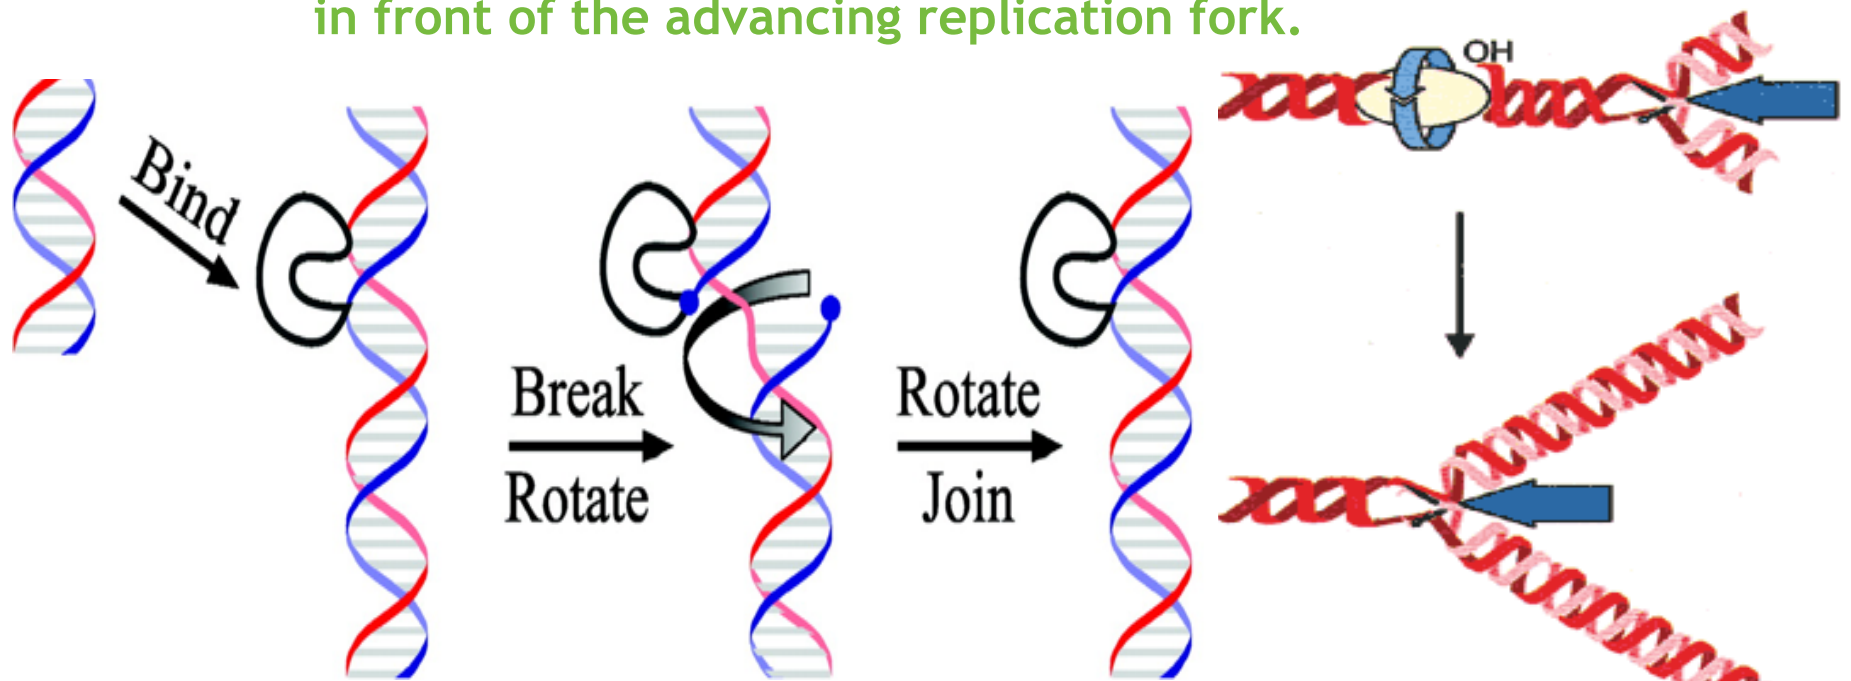 in front of the advancing replication fork.
OH
Bind
Break
Rotate
Rotate
Join